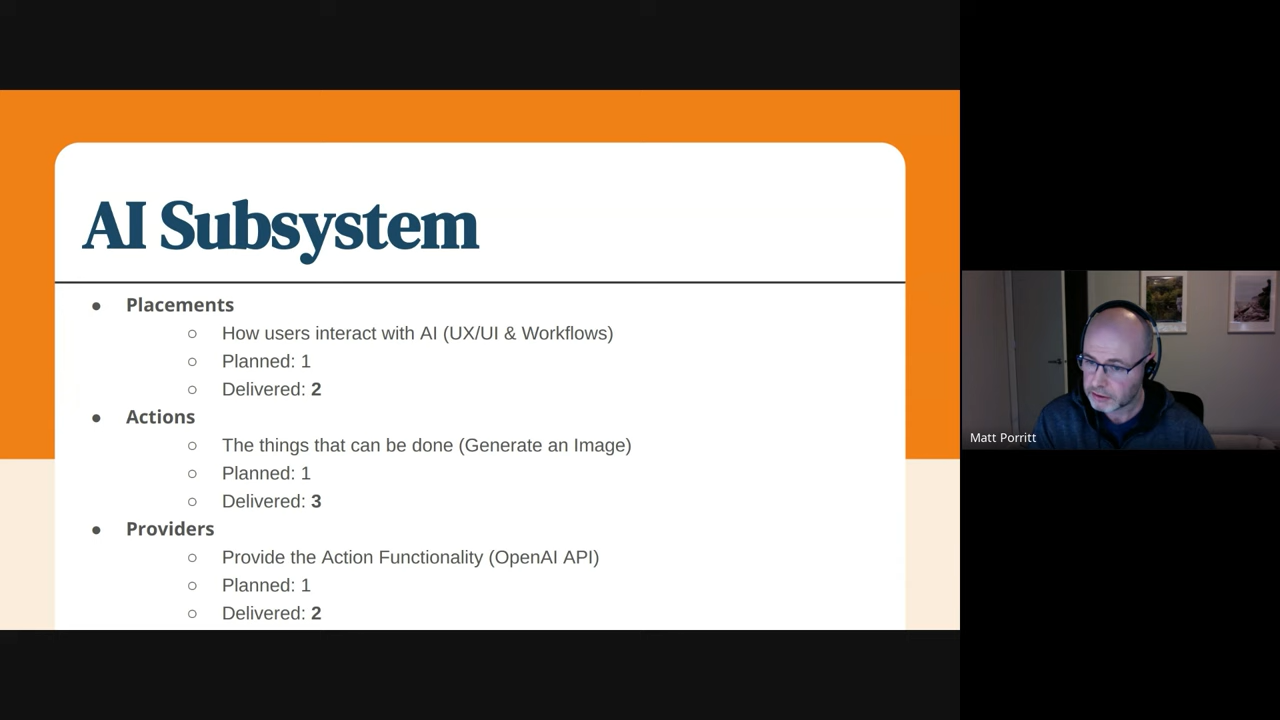 AI Subsystem
● Placements
○ How users interact with AI (UX/UI & Workflows)
○ Planned: 1
○ Delivered: 2
● Actions
○ The things that can be done (Generate an Image)
○ Planned: 1
○ Delivered: 3
● Providers
○ Provide the Action Functionality (OpenAI API)
○ Planned: 1
○ Delivered: 2
Matt Porritt